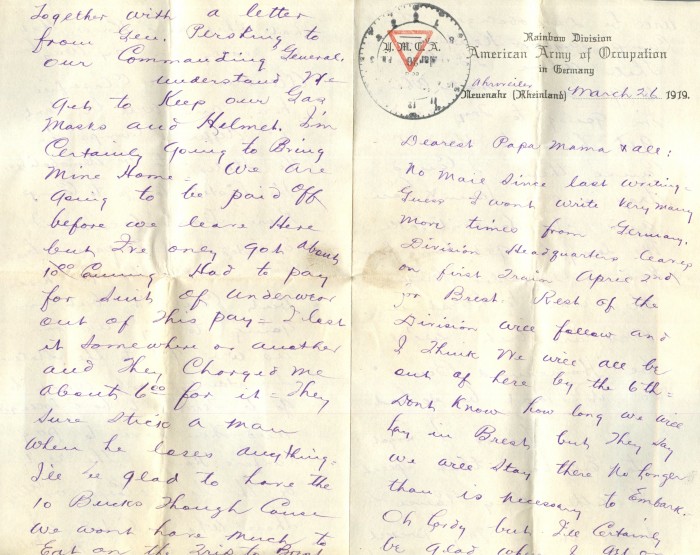 Rainbow Division
American Army of Occupation
in Germany
Ahrweiler
Neuenahr (Rheinland) March 26 1919.
Y.M.C.A.
Dearest Papa Mama & all:
No Mail since last writing.
Guess I wont write very many
more times from Germany.
Division Headquarters leaves
on first Train April 2nd
for Brest. Rest of the
Division will follow and
I Think We will all be
out of here by the 6th=
Dont Know how long we will
lay in Brest but They say
we will stay there No longer
than is necessary to Embark.
Oh Gordy but I'll Certainly
be glad when I get on
Together with a letter
from Gen. Pershing to
our Commanding General.
understand We
get to Keep our Gas
Masks and Helmet. I'm
Certainly Going to Bring
Mine Home. We Are
going to be paid off
before we leave Here
but I've only got about
10.00 Coming. Had to pay
for suit of underwear
out of This pay= I lost
it Somewhere or another
and They Charged me
About 6.00 for it= They
Sure Stick a man
When he loses anything=
I'll be glad to have the
10 Bucks Though Cause
We wont have much to
Eat on the Trip to Brest